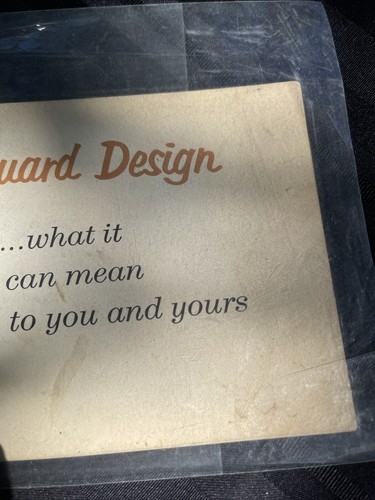 uard Design
...what it
can mean
to you and yours